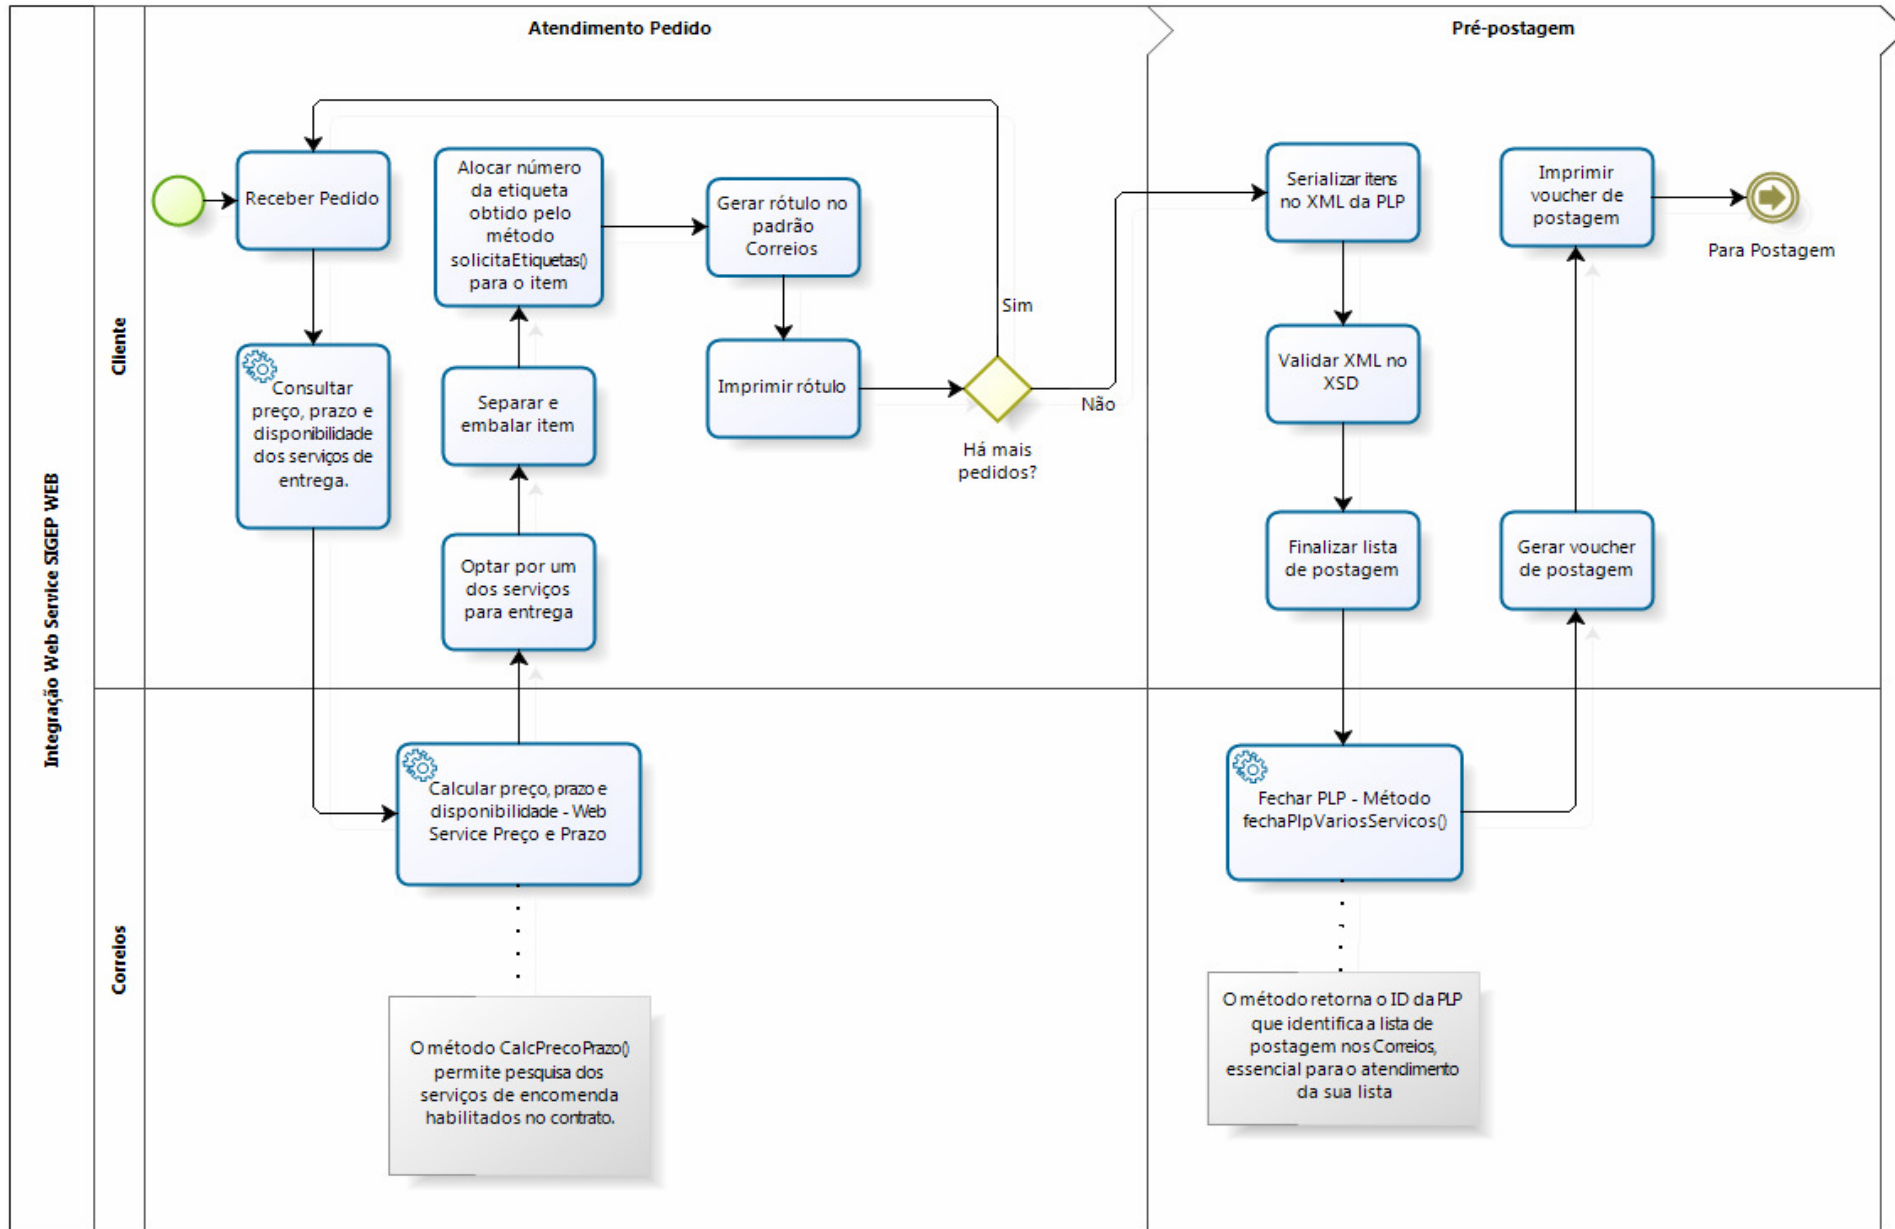 Atendimento Pedido
Pré-postagem
Integração Web Service SIGEP WEB
Cliente
Correios
Receber Pedido
Consultar
preço, prazo e
disponibilidade
dos serviços de
entrega.
Calcular preço, prazo e
disponibilidade - Web
Service Preço e Prazo
O método CalcPrecoPrazo()
permite pesquisa dos
serviços de encomenda
habilitados no contrato.
Optar por um
dos serviços
para entrega
Separar e
embalar item
Alocar número
da etiqueta
obtido pelo
método
solicitaEtiquetas()
para o item
Gerar rótulo no
padrão
Correios
Imprimir rótulo
Há mais
pedidos?
Sim
Não
Serializar itens
no XML da PLP
Validar XML no
XSD
Finalizar lista
de postagem
Fechar PLP - Método
fechaPlpVariosServicos()
O método retorna o ID da PLP
que identifica a lista de
postagem nos Correios,
essencial para o atendimento
da sua lista
Gerar voucher
de postagem
Imprimir
voucher de
postagem
Para Postagem